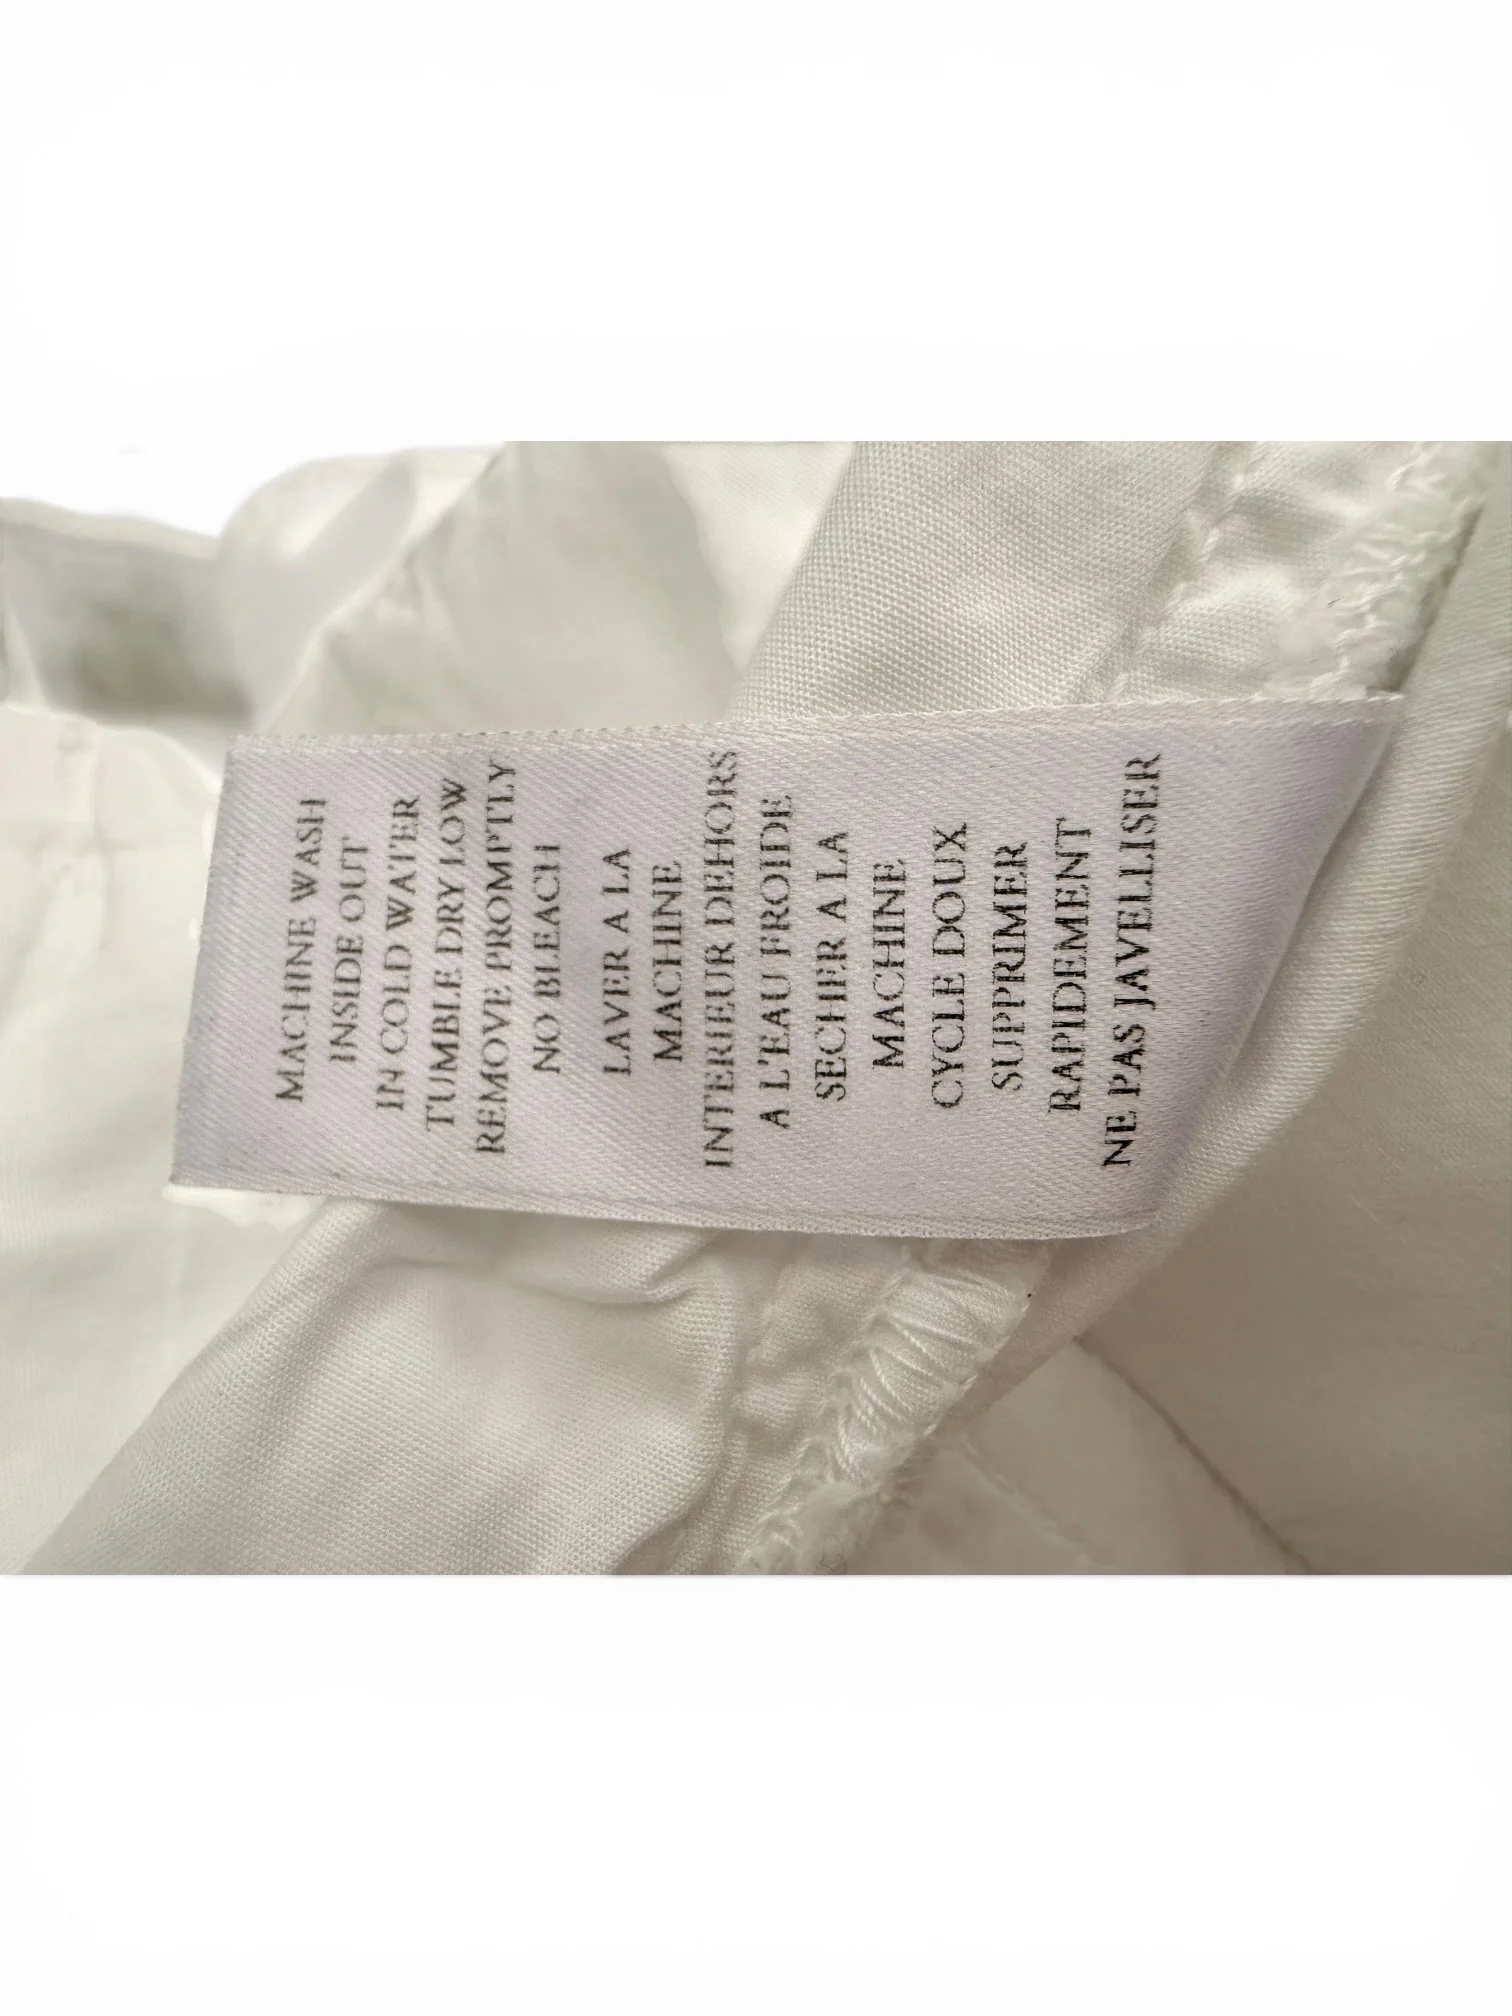 MACHINE WASH
INSIDE OUT
IN COLD WATER
TUMBLE DRY LOW
REMOVE PROMPTLY
NO BLEACH
LAVER A LA
MACHINE
INTERIEUR DEHORS
A L'EAU FROIDE
SECHER A LA
MACHINE
CYCLE DOUX
SUPPRIMER
RAPIDEMENT
NE PAS JAVELLISER